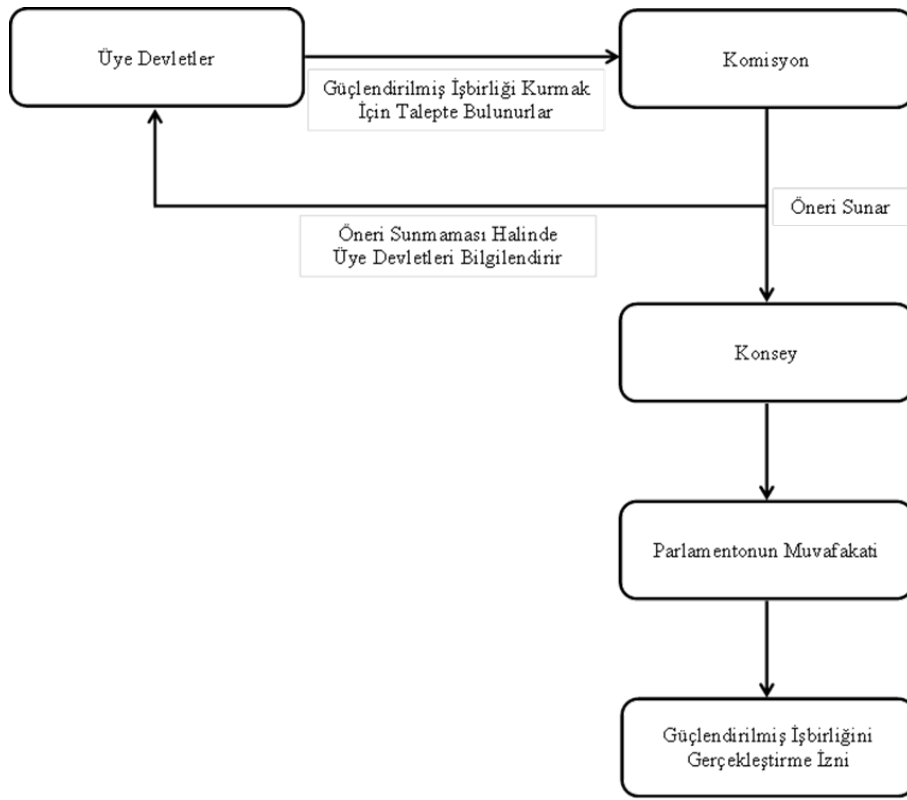 Üye Devletler
Komisyon
Güçlendirilmiş İşbirliği Kurmak
İçin Talepte Bulunurlar
Öneri Sunar
Öneri Sunmaması Halinde
Üye Devletleri Bilgilendirir
Konsey
Parlamentonun Muvafakati
Güçlendirilmiş İşbirliğini
Gerçekleştirme İzni